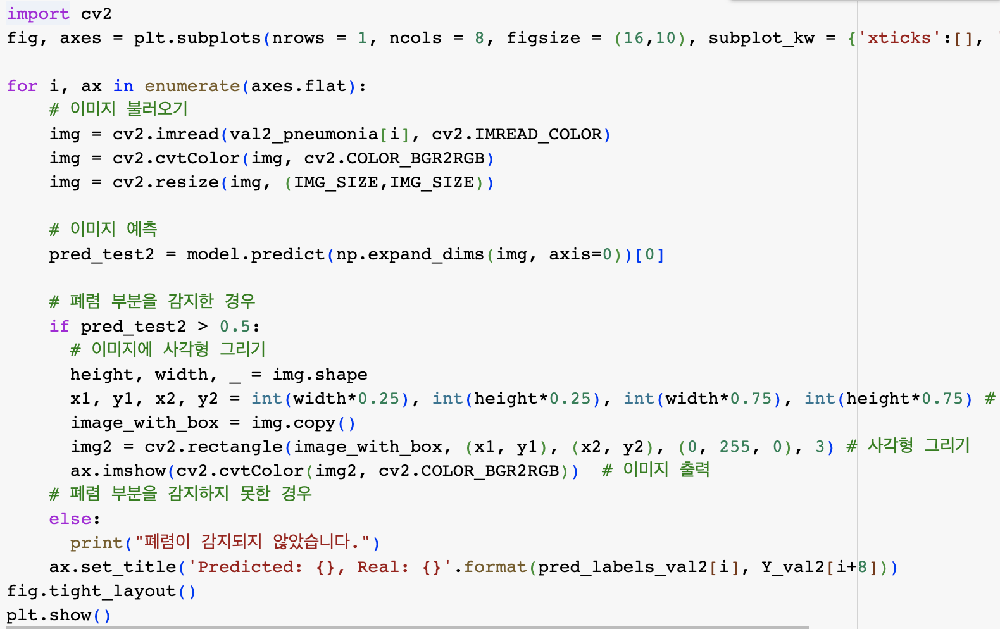 import cv2
fig, axes = plt.subplots(nrows = 1, ncols = 8, figsize = (16,10), subplot_kw = {'xticks':[],
for i, ax in enumerate(axes.flat):
    # 이미지 불러오기
    img = cv2.imread(val2_pneumonia[i], cv2.IMREAD_COLOR)
    img = cv2.cvtColor(img, cv2.COLOR_BGR2RGB)
    img = cv2.resize(img, (IMG_SIZE,IMG_SIZE))
    # 이미지 예측
    pred_test2 = model.predict(np.expand_dims(img, axis=0))[0]
    # 폐렴 부분을 감지한 경우
    if pred_test2 > 0.5:
      # 이미지에 사각형 그리기
      height, width, _ = img.shape
      x1, y1, x2, y2 = int(width*0.25), int(height*0.25), int(width*0.75), int(height*0.75) #
      image_with_box = img.copy()
      img2 = cv2.rectangle(image_with_box, (x1, y1), (x2, y2), (0, 255, 0), 3) # 사각형 그리기
      ax.imshow(cv2.cvtColor(img2, cv2.COLOR_BGR2RGB))  # 이미지 출력
    # 폐렴 부분을 감지하지 못한 경우
    else:
      print("폐렴이 감지되지 않았습니다.")
    ax.set_title('Predicted: {}, Real: {}'.format(pred_labels_val2[i], Y_val2[i+8]))
fig.tight_layout()
plt.show()